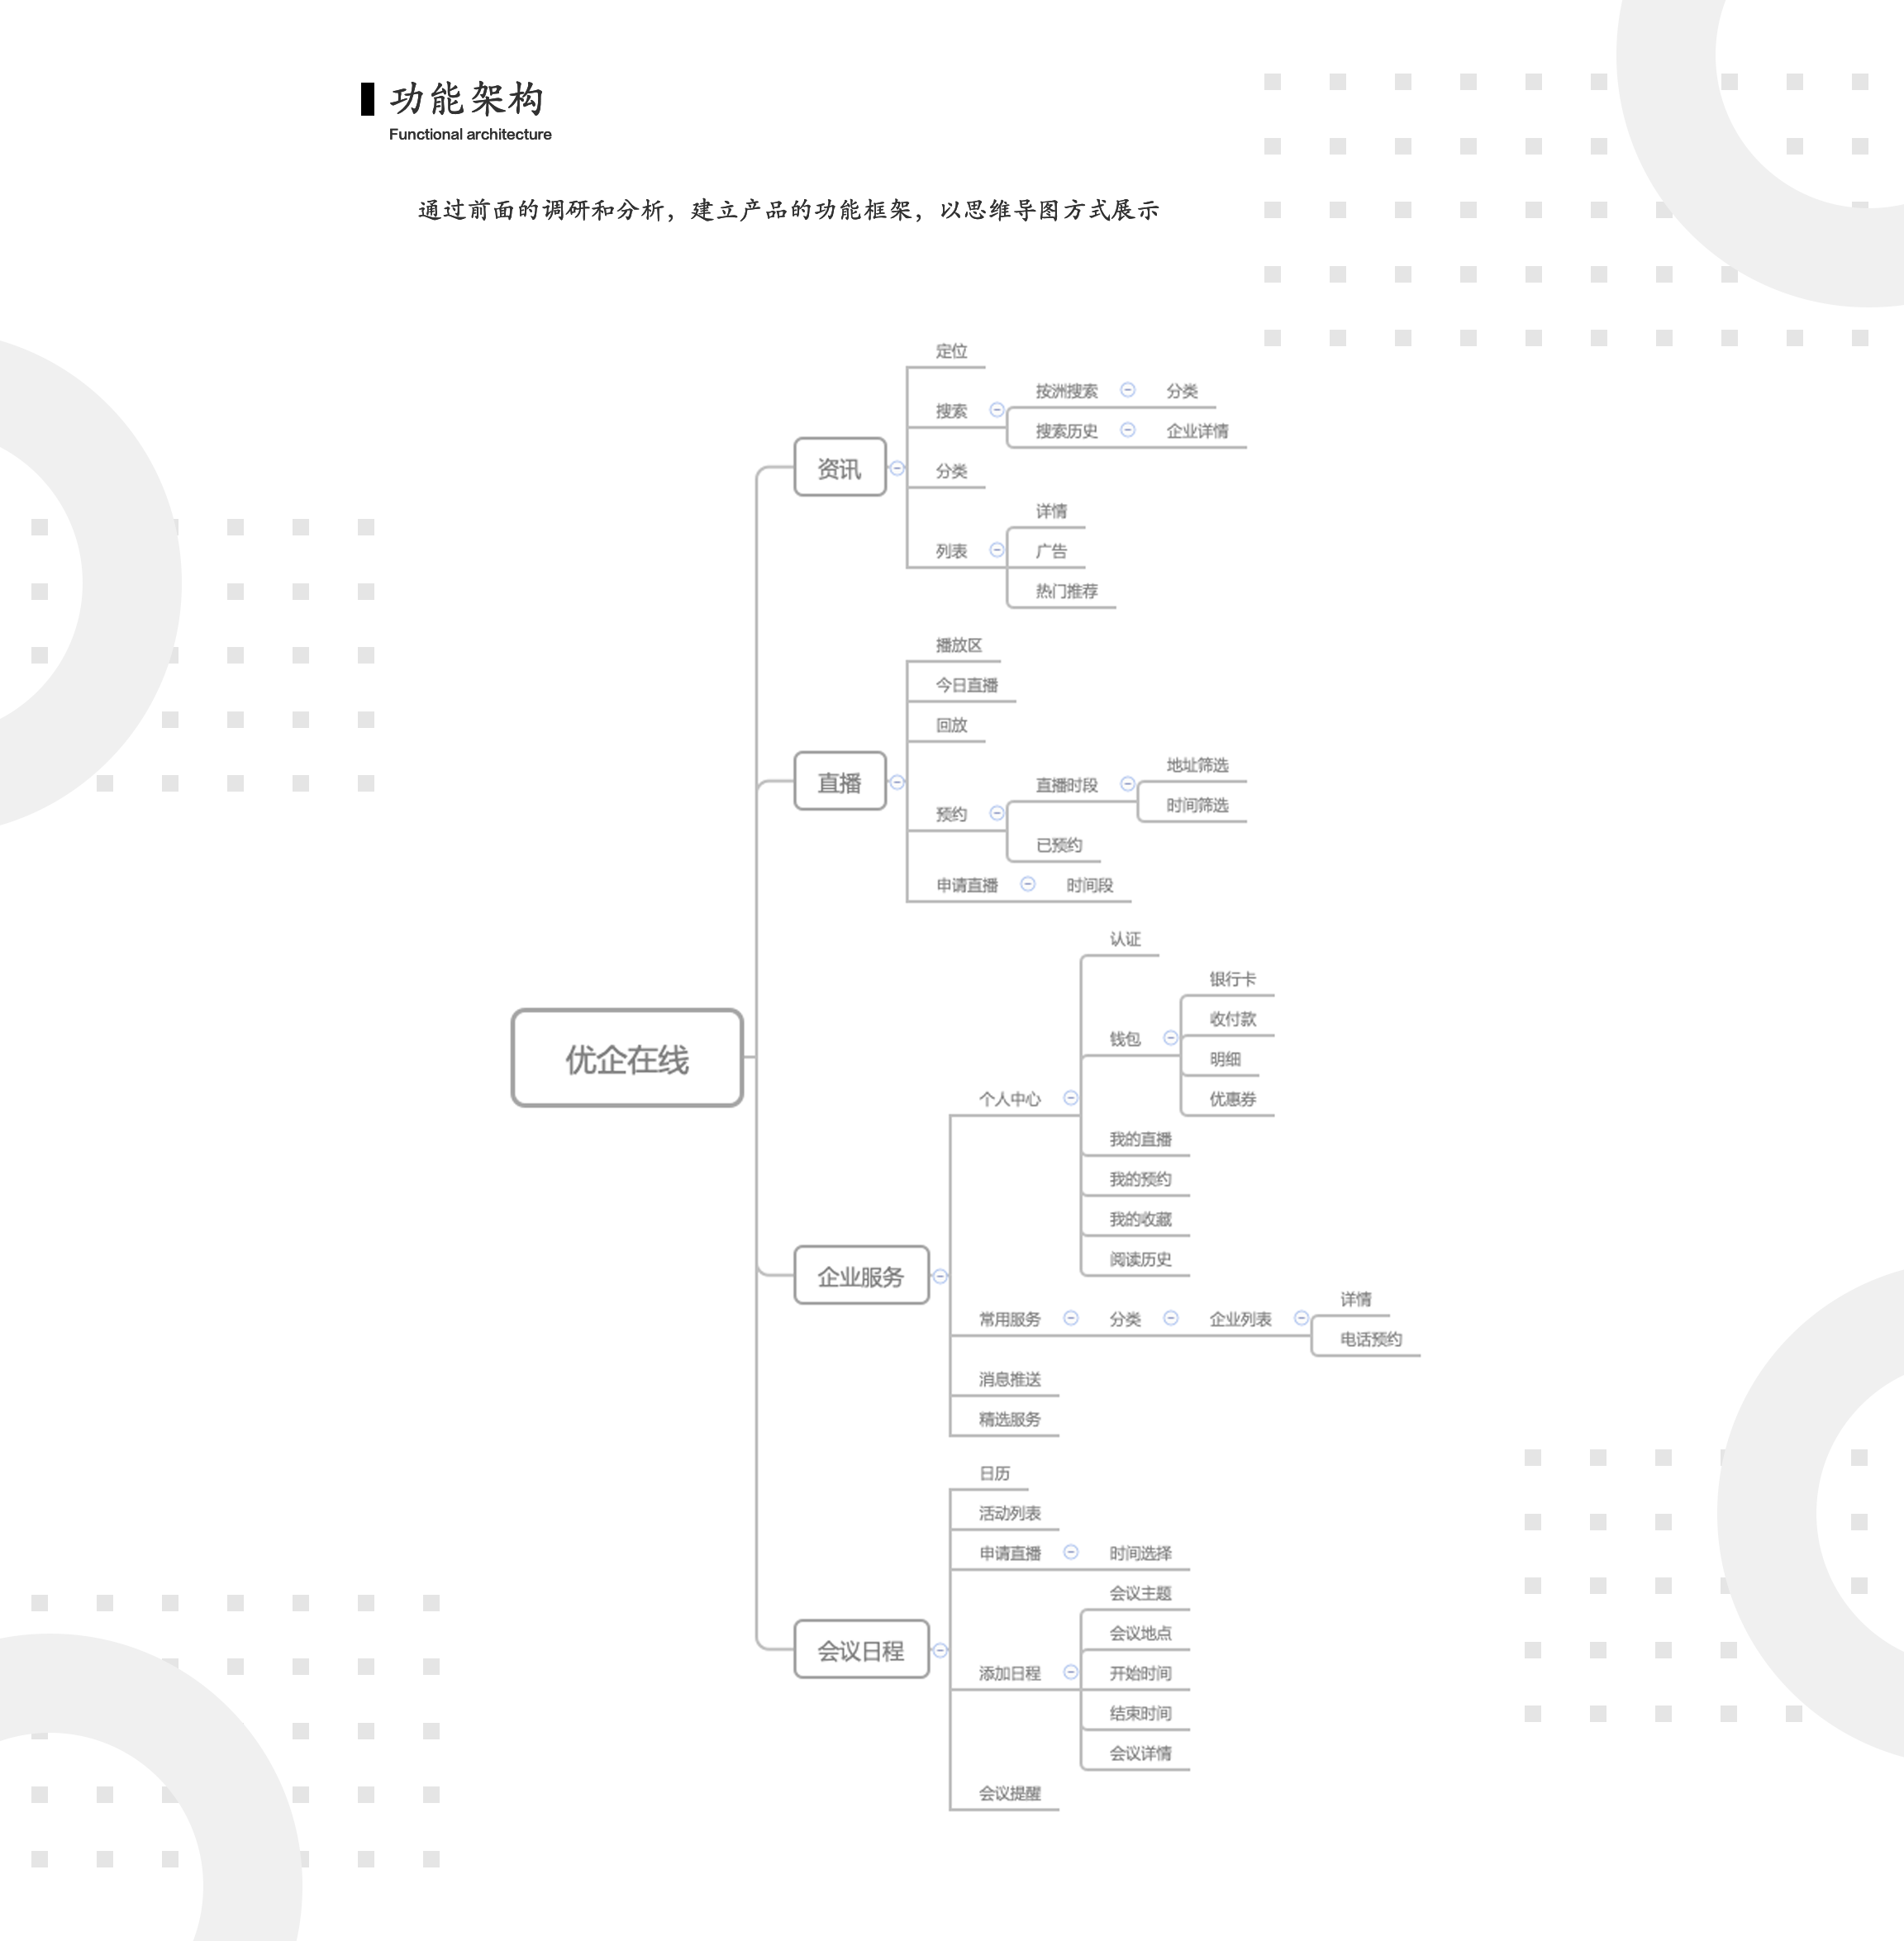 功能架构
Functional architecture
通过前面的调研和分析，建立产品的功能框架，以思维导图方式展示
优企在线
资讯
定位
搜索
按洲搜索
分类
搜索历史
企业详情
分类
列表
详情
广告
热门推荐
直播
播放区
今日直播
回放
预约
直播时段
地址筛选
时间筛选
已预约
申请直播
时间段
企业服务
个人中心
认证
钱包
银行卡
收付款
明细
优惠券
我的直播
我的预约
我的收藏
阅读历史
常用服务
分类
企业列表
详情
电话预约
消息推送
精选服务
会议日程
日历
活动列表
申请直播
时间选择
添加日程
会议主题
会议地点
开始时间
结束时间
会议详情
会议提醒